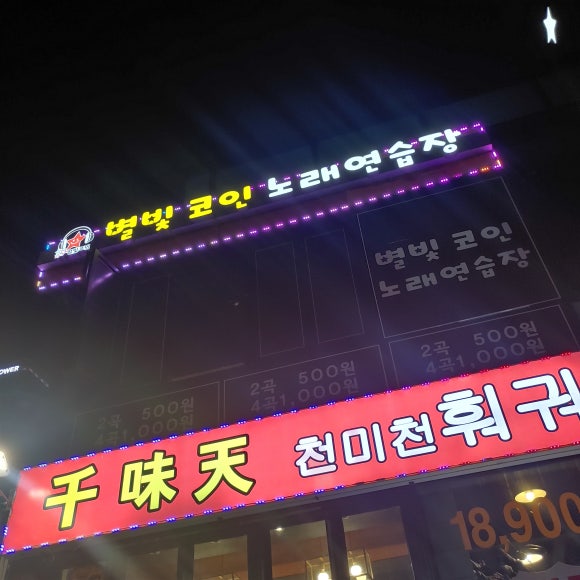 별빛 코인 노래연습장
별빛 코인
노래연습장
2곡 500원
4곡 1,000원
2곡 500원
4곡 1,000원
2곡 500원
4곡 1,000원
千味天 천미천훠궈
18,900
OWER